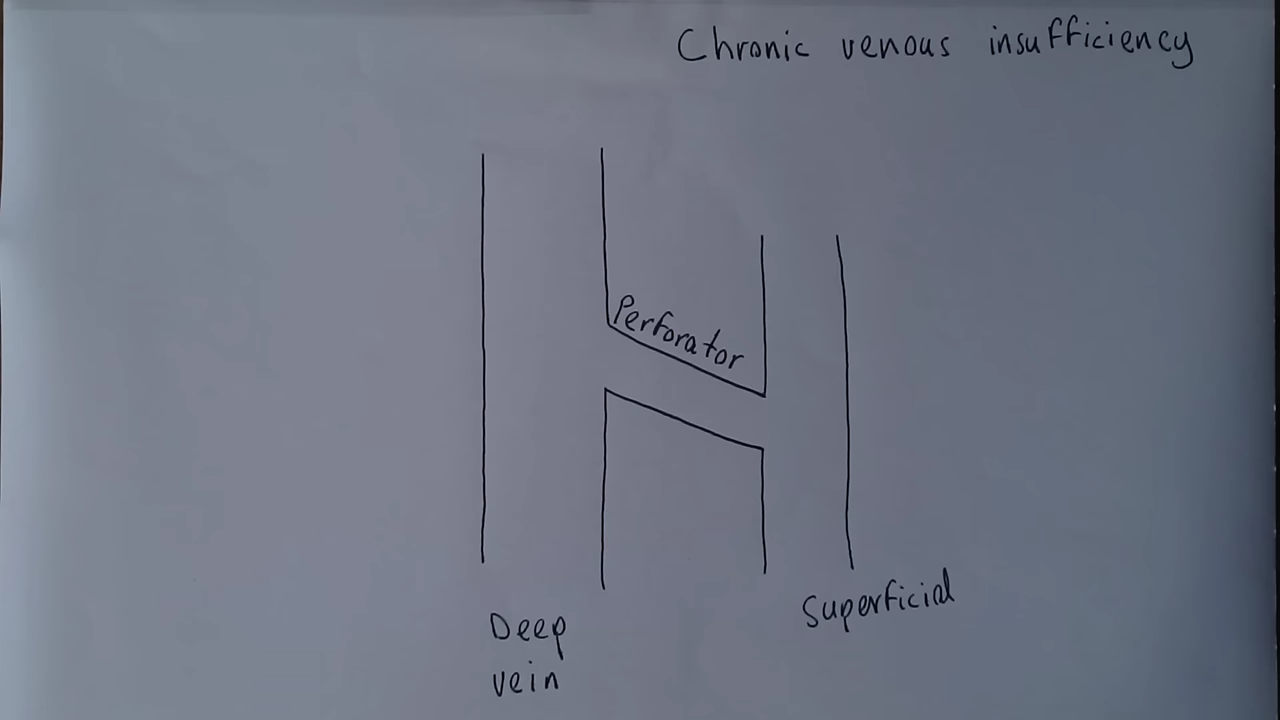 Chronic venous insufficiency
Perforator
Superficial
Deep
vein